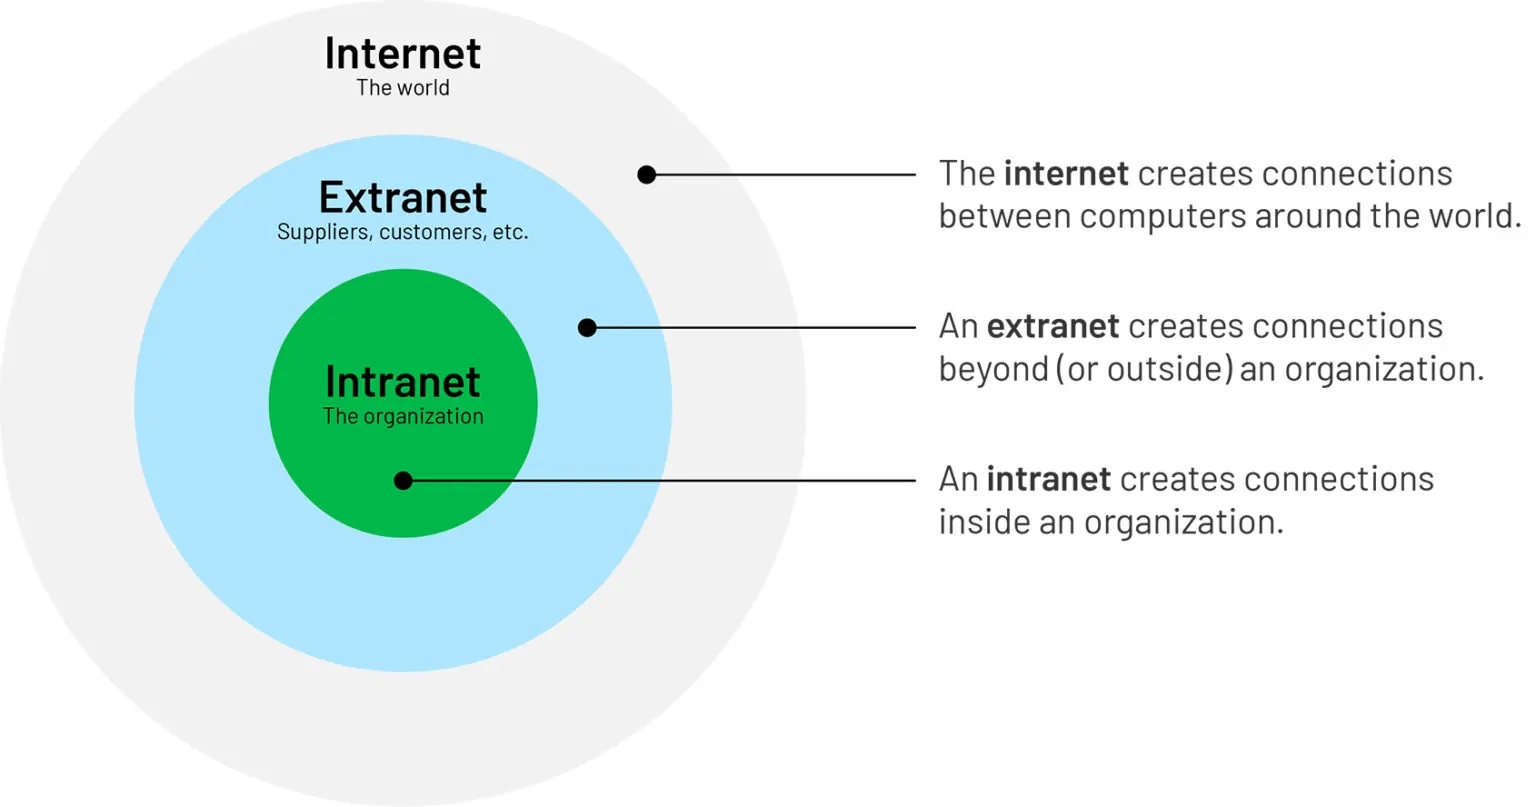 Internet
The world
Extranet
Suppliers, customers, etc.
Intranet
The organization
The internet creates connections
between computers around the world.
An extranet creates connections
beyond (or outside) an organization.
An intranet creates connections
inside an organization.